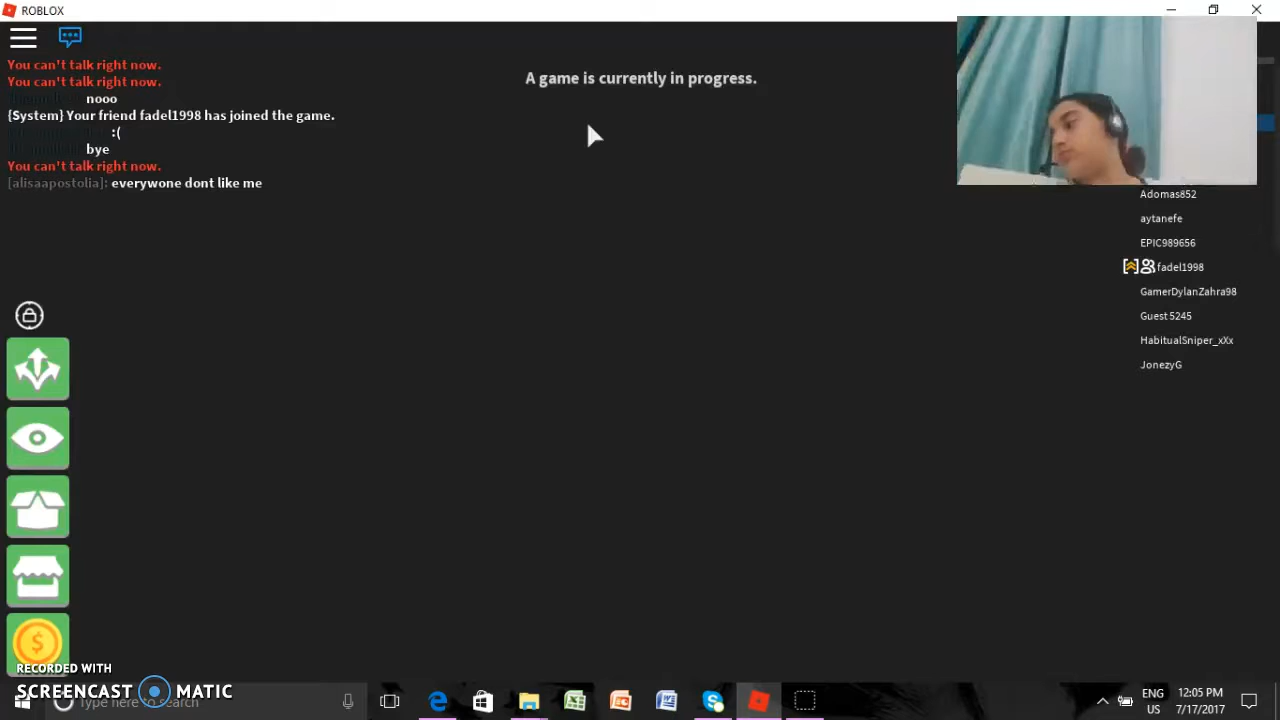 ROBLOX
You can't talk right now.
You can't talk right now.
nooo
{System} Your friend fadel1998 has joined the game.
:(
bye
You can't talk right now.
[alisaapostolia]: everywone dont like me
A game is currently in progress.
Adomas852
aytanefe
EPIC989656
fadel1998
GamerDylanZahra98
Guest 5245
HabitualSniper_xXx
JonezyG
RECORDED WITH
SCREENCAST MATIC
Type here to search
ENG
US
12:05 PM
7/17/2017